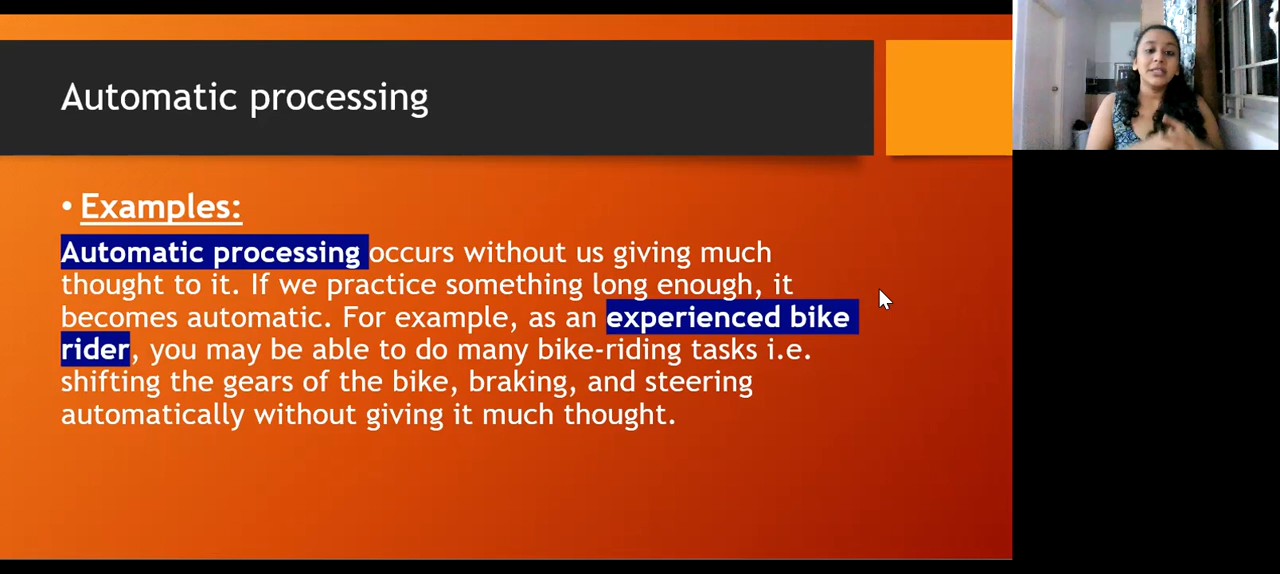 Automatic processing
• Examples:
Automatic processing occurs without us giving much
thought to it. If we practice something long enough, it
becomes automatic. For example, as an experienced bike
rider, you may be able to do many bike-riding tasks i.e.
shifting the gears of the bike, braking, and steering
automatically without giving it much thought.